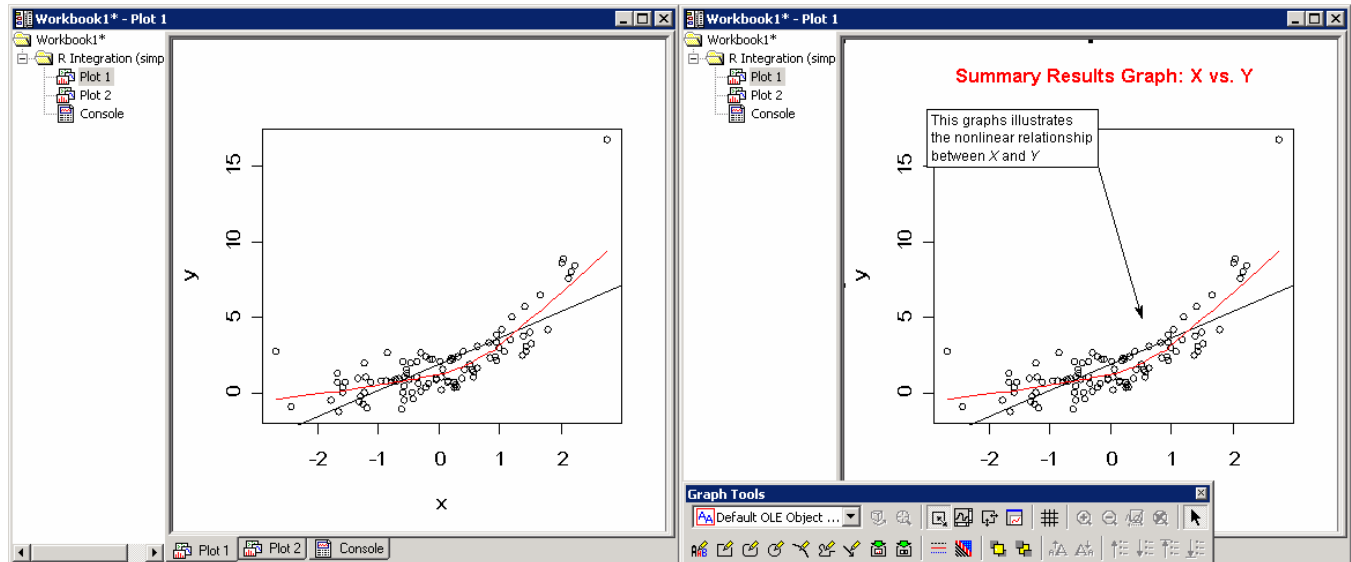 Workbook1* - Plot 1
Workbook1*
R Integration (simp
Plot 1
Plot 2
Console
15
10
5
0
y
-2 -1 0 1 2
x
Plot 1 Plot 2 Console
Workbook1* - Plot 1
Workbook1*
R Integration (simp
Plot 1
Plot 2
Console
Summary Results Graph: X vs. Y
This graphs illustrates
the nonlinear relationship
between X and Y
15
10
5
0
y
-2 -1 0 1 2
Graph Tools
Default OLE Object ...